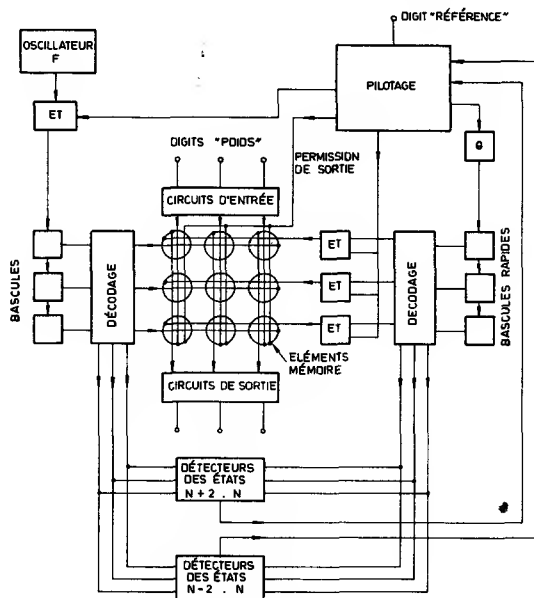 DIGIT "RÉFÉRENCE"
OSCILLATEUR
F
PILOTAGE
ET
DIGITS "POIDS"
PERMISSION
DE SORTIE
θ
CIRCUITS D'ENTRÉE
BASCULES
DÉCODAGE
ET
ET
ET
DECODAGE
BASCULES RAPIDES
ELÉMENTS
MÉMOIRE
CIRCUITS DE SORTIE
DÉTECTEURS
DES ÉTATS
N+2 . N
DÉTECTEURS
DES ÉTATS
N-2 . N